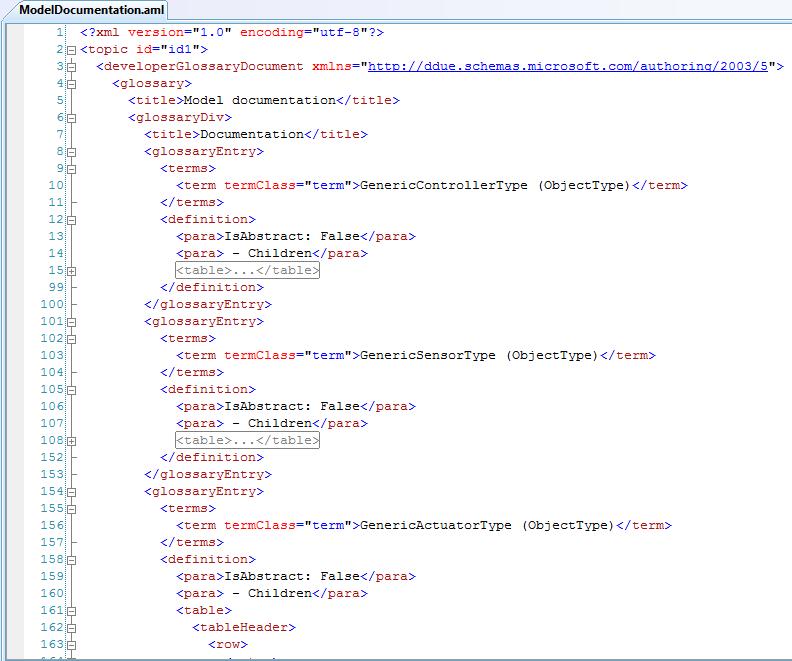 ModelDocumentation.aml
1 <?xml version="1.0" encoding="utf-8"?>
2 <topic id="id1">
3 <developerGlossaryDocument xmlns="http://ddue.schemas.microsoft.com/authoring/2003/5">
4 <glossary>
5 <title>Model documentation</title>
6 <glossaryDiv>
7 <title>Documentation</title>
8 <glossaryEntry>
9 <terms>
10 <term termClass="term">GenericControllerType (ObjectType)</term>
11 </terms>
12 <definition>
13 <para>IsAbstract: False</para>
14 <para> - Children</para>
15 <table>...</table>
99 </definition>
100 </glossaryEntry>
101 <glossaryEntry>
102 <terms>
103 <term termClass="term">GenericSensorType (ObjectType)</term>
104 </terms>
105 <definition>
106 <para>IsAbstract: False</para>
107 <para> - Children</para>
108 <table>...</table>
152 </definition>
153 </glossaryEntry>
154 <glossaryEntry>
155 <terms>
156 <term termClass="term">GenericActuatorType (ObjectType)</term>
157 </terms>
158 <definition>
159 <para>IsAbstract: False</para>
160 <para> - Children</para>
161 <table>
162 <tableHeader>
163 <row>